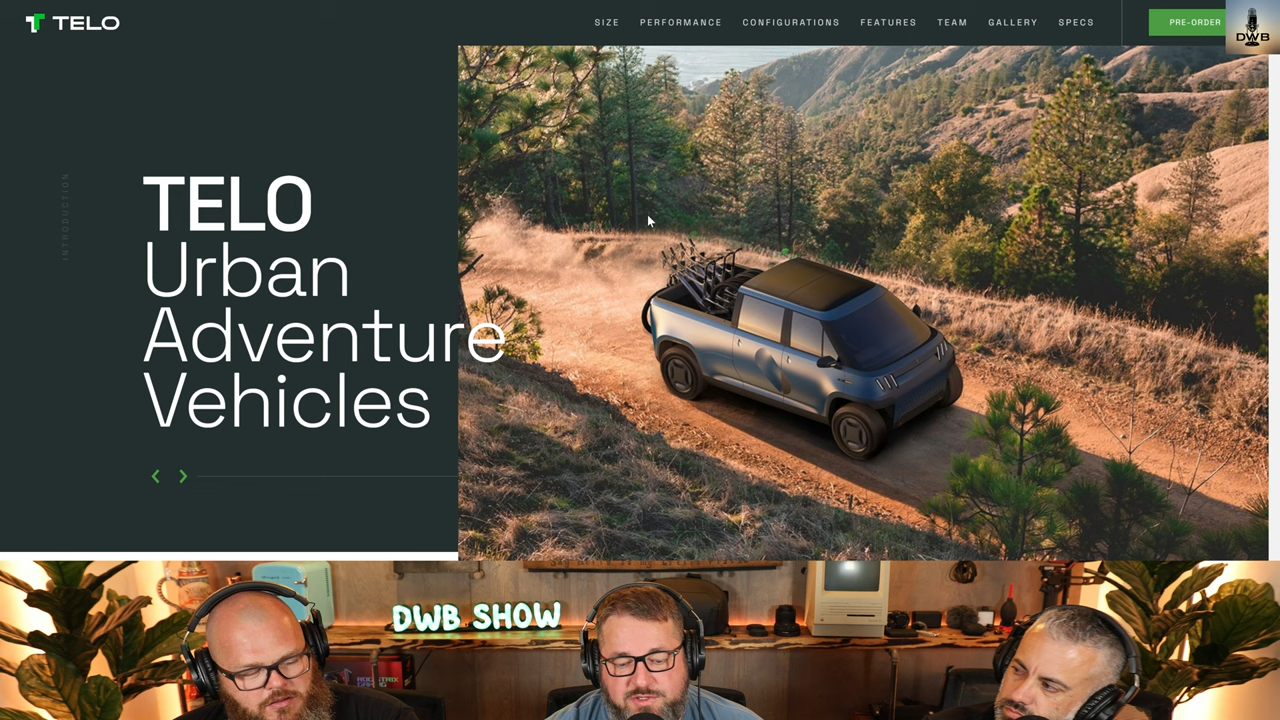 TELO
SIZE
PERFORMANCE
CONFIGURATIONS
FEATURES
TEAM
GALLERY
SPECS
PRE-ORDER
DWB
INTRODUCTION
TELO
Urban
Adventure
Vehicles
DWB SHOW